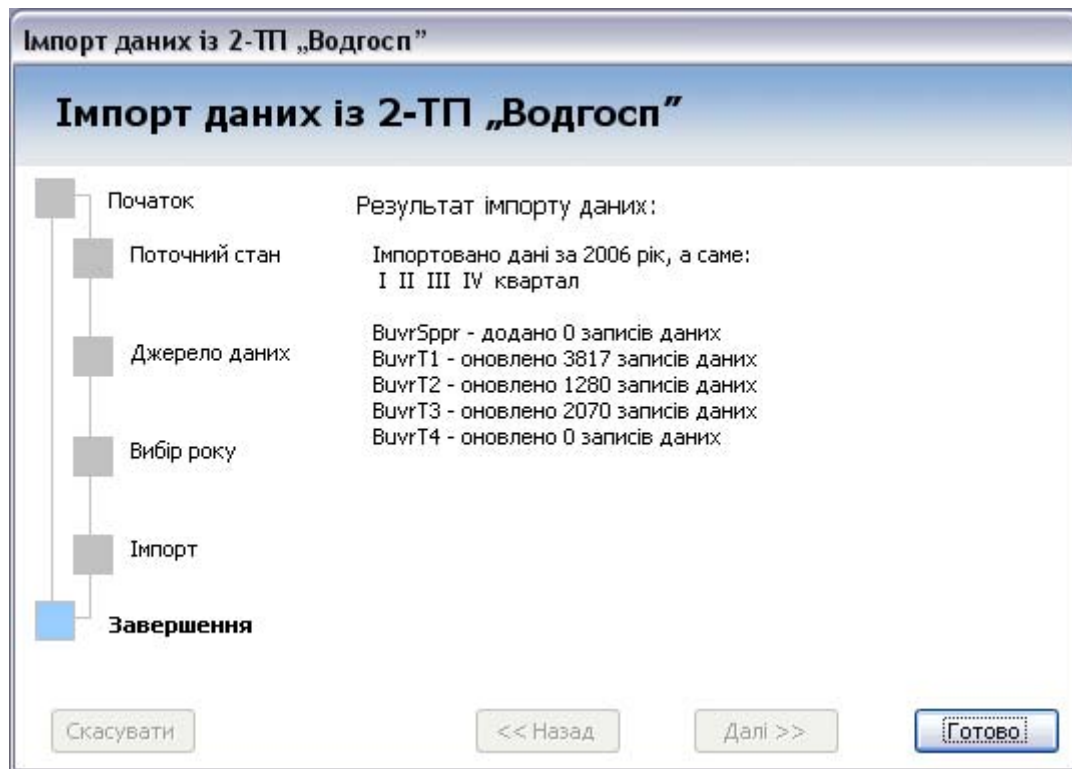 Імпорт даних із 2-ТП „Водгосп”
Імпорт даних із 2-ТП „Водгосп”
Початок
Поточний стан
Джерело даних
Вибір року
Імпорт
Завершення
Результат імпорту даних:
Імпортовано дані за 2006 рік, а саме:
I II III IV квартал
BuvrSppr - додано 0 записів даних
BuvrT1 - оновлено 3817 записів даних
BuvrT2 - оновлено 1280 записів даних
BuvrT3 - оновлено 2070 записів даних
BuvrT4 - оновлено 0 записів даних
Скасувати
<< Назад
Далі >>
Готово